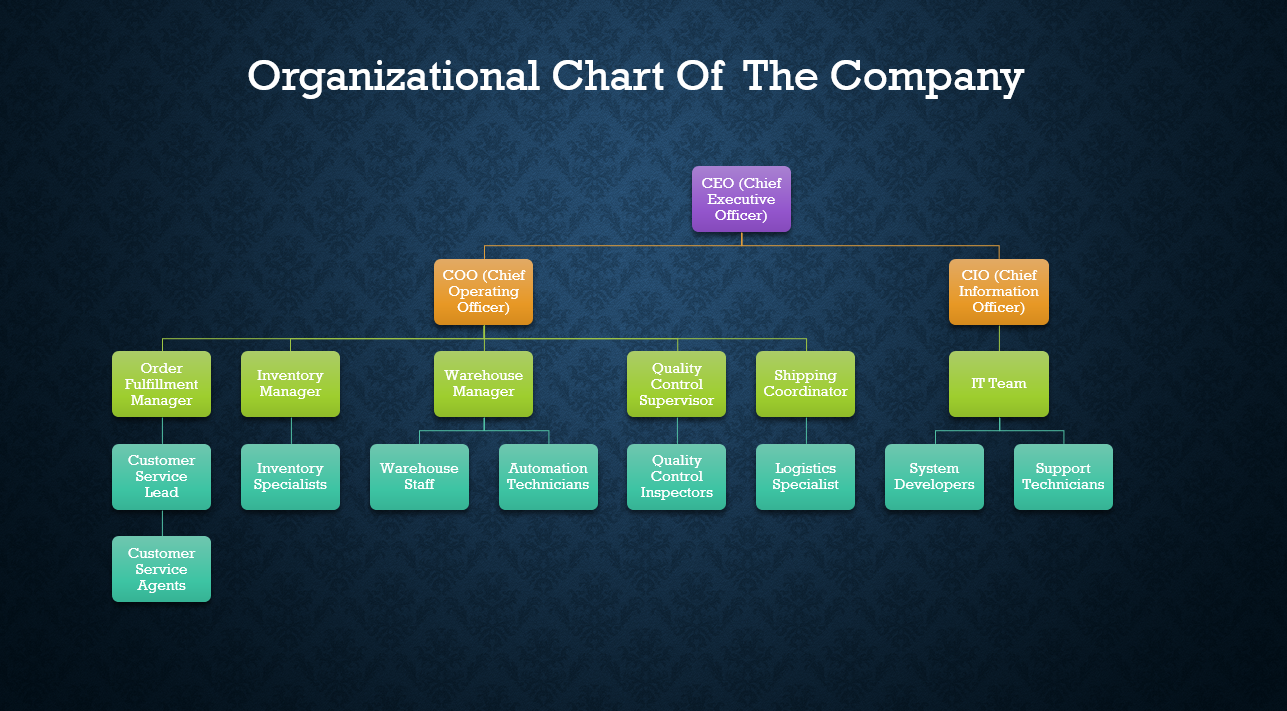 Organizational Chart Of The Company
CEO (Chief
Executive
Officer)
COO (Chief
Operating
Officer)
CIO (Chief
Information
Officer)
Order
Fulfillment
Manager
Inventory
Manager
Warehouse
Manager
Quality
Control
Supervisor
Shipping
Coordinator
IT Team
Customer
Service
Lead
Inventory
Specialists
Warehouse
Staff
Automation
Technicians
Quality
Control
Inspectors
Logistics
Specialist
System
Developers
Support
Technicians
Customer
Service
Agents